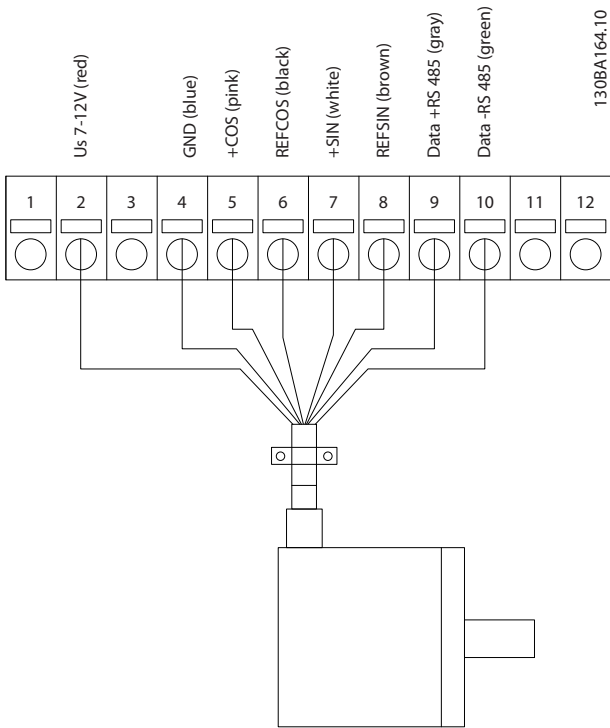 Us 7-12V (red)
GND (blue)
+COS (pink)
REFCOS (black)
+SIN (white)
REFSIN (brown)
Data +RS 485 (gray)
Data -RS 485 (green)
130BA164.10
1
2
3
4
5
6
7
8
9
10
11
12